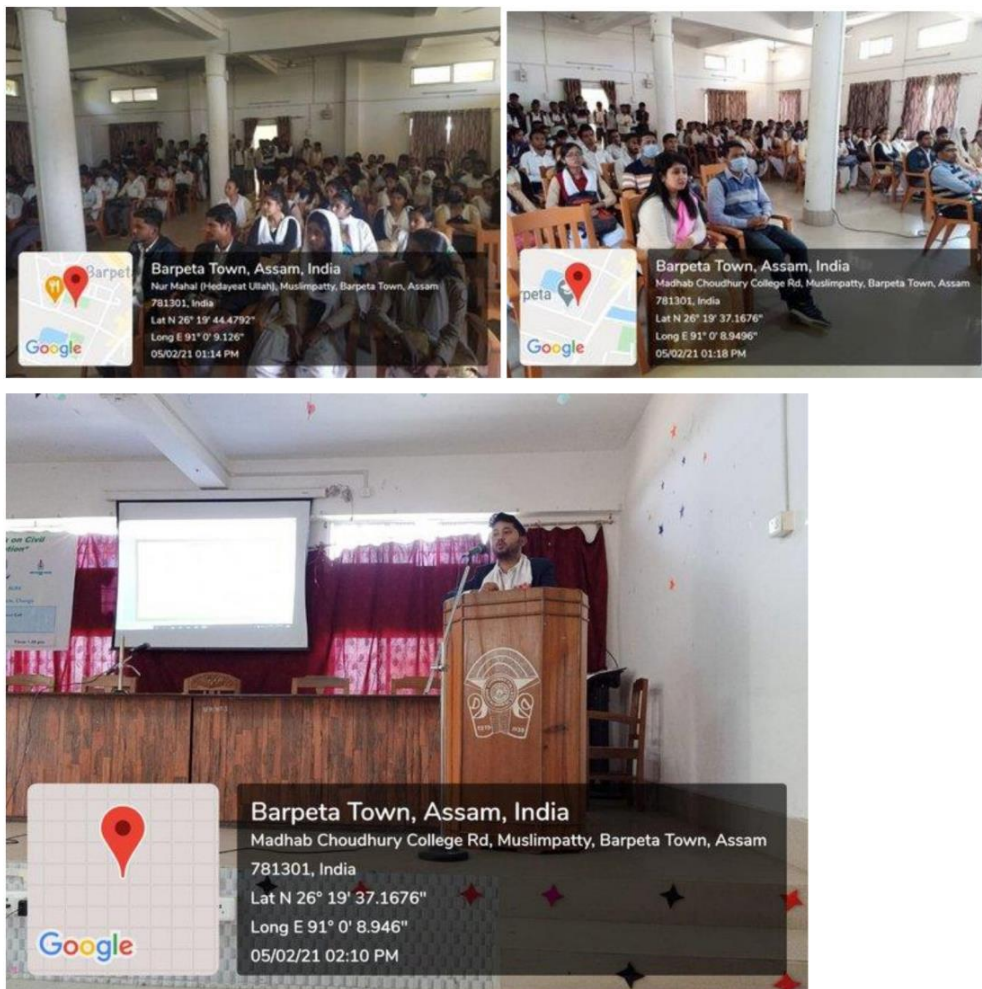 Barpeta
Barpeta Town, Assam, India
Nur Mahal (Hedayeat Ullah), Muslimpatty, Barpeta Town, Assam
781301, India
Lat N 26° 19' 44.4792"
Long E 91° 0' 9.126"
05/02/21 01:14 PM
Google
rpeta
Barpeta Town, Assam, India
Madhab Choudhury College Rd, Muslimpatty, Barpeta Town, Assam
781301, India
Lat N 26° 19' 37.1676"
Long E 91° 0' 8.9496"
05/02/21 01:18 PM
Google
on Civil
Barpeta Town, Assam, India
Madhab Choudhury College Rd, Muslimpatty, Barpeta Town, Assam
781301, India
Lat N 26° 19' 37.1676"
Long E 91° 0' 8.946"
05/02/21 02:10 PM
Google